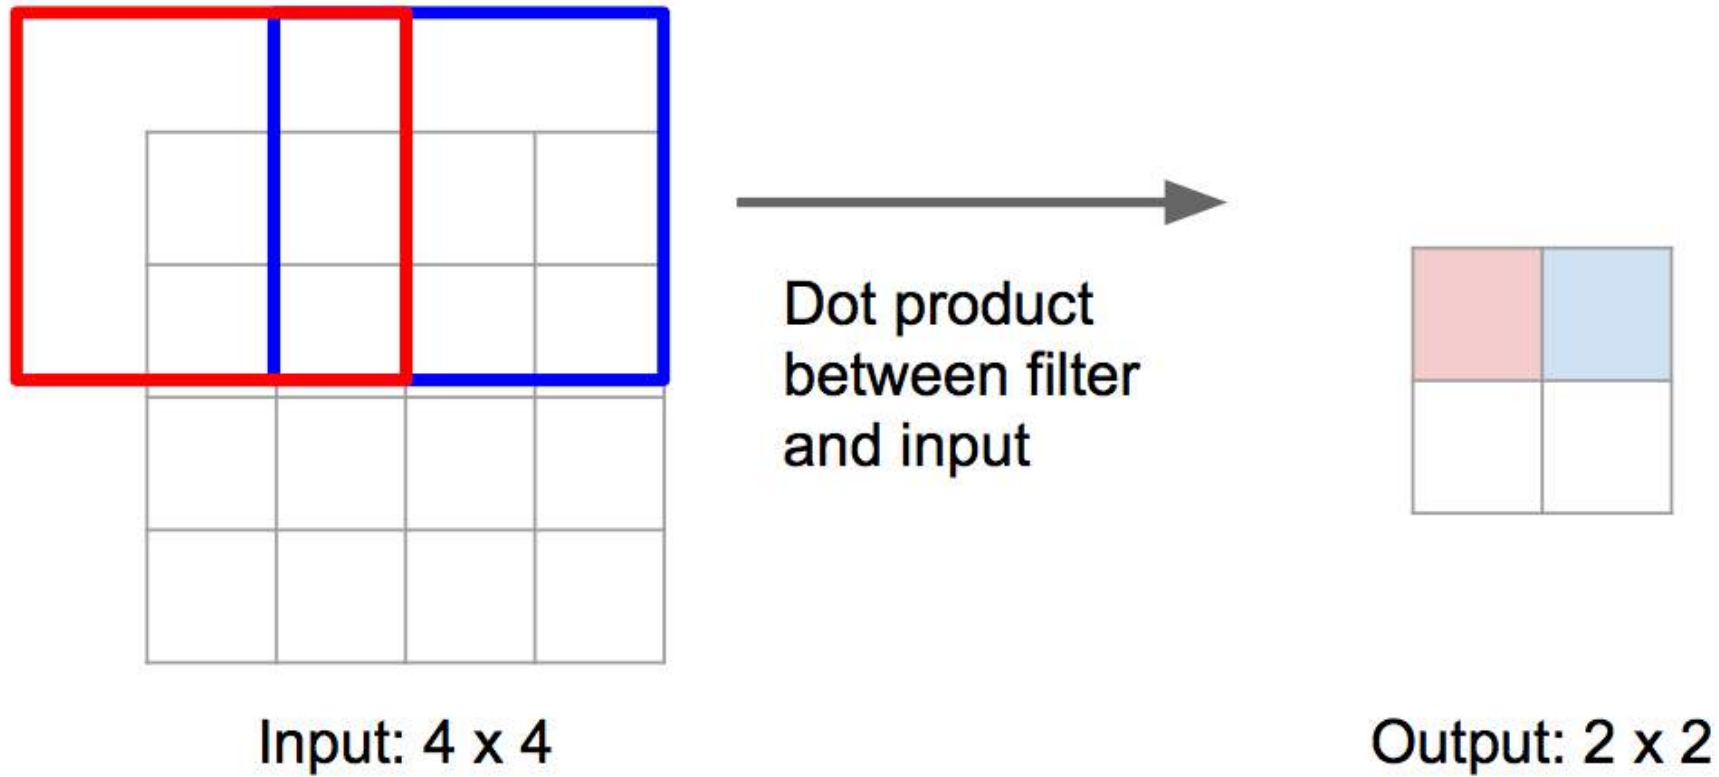 Dot product
between filter
and input
Input: 4 x 4
Output: 2 x 2